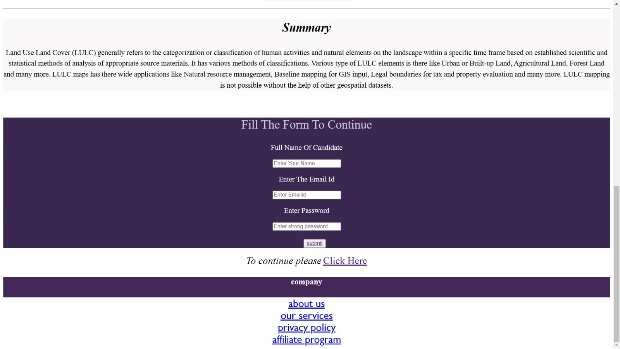 Summary
Land Use Land Cover (LULC) generally refers to the categorization or classification of human activities and natural elements on the landscape within a specific time frame based on established scientific and
statistical methods of analysis of appropriate source materials. It has various methods of classifications. Various type of LULC elements is there like Urban or Built-up Land, Agricultural Land, Forest Land
and many more. LULC maps has there wide applications like Natural resource management, Baseline mapping for GIS input, Legal boundaries for tax and property evaluation and many more. LULC mapping
is not possible without the help of other geospatial datasets.
Fill The Form To Continue
Full Name Of Candidate
Enter Your Name
Enter The Email Id
Enter Emailid
Enter Password
Enter strong password
submit
To continue please Click Here
company
about us
our services
privacy policy
affiliate program